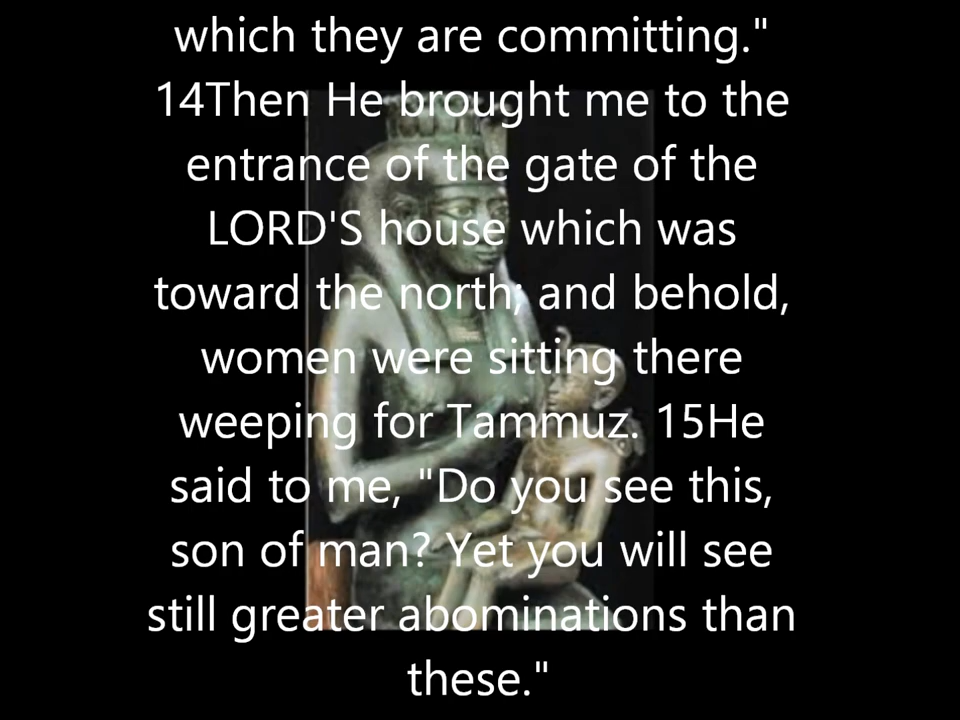 which they are committing."
14Then He brought me to the
entrance of the gate of the
LORD'S house which was
toward the north; and behold,
women were sitting there
weeping for Tammuz. 15He
said to me, "Do you see this,
son of man? Yet you will see
still greater abominations than
these."